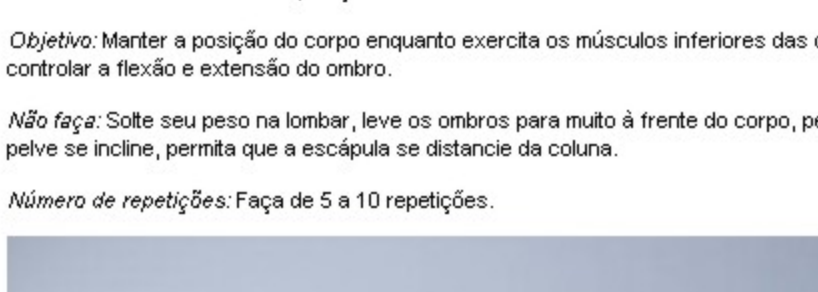 Objetivo: Manter a posição do corpo enquanto exercita os músculos inferiores das
controlar a flexão e extensão do ombro.
Não faça: Solte seu peso na lombar, leve os ombros para muito à frente do corpo,
pelve se incline, permita que a escápula se distancie da coluna.
Número de repetições: Faça de 5 a 10 repetições.